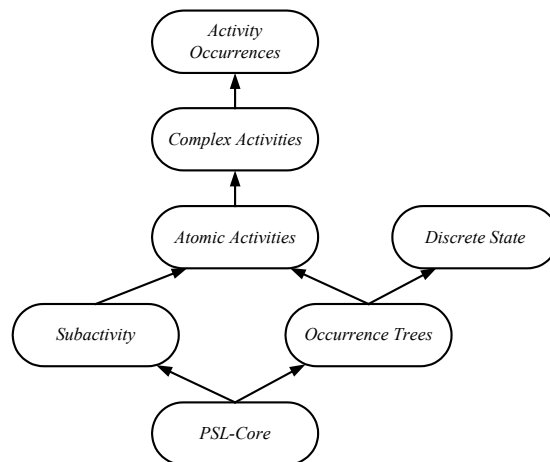 Activity
Occurrences
Complex Activities
Atomic Activities
Discrete State
Subactivity
Occurrence Trees
PSL-Core